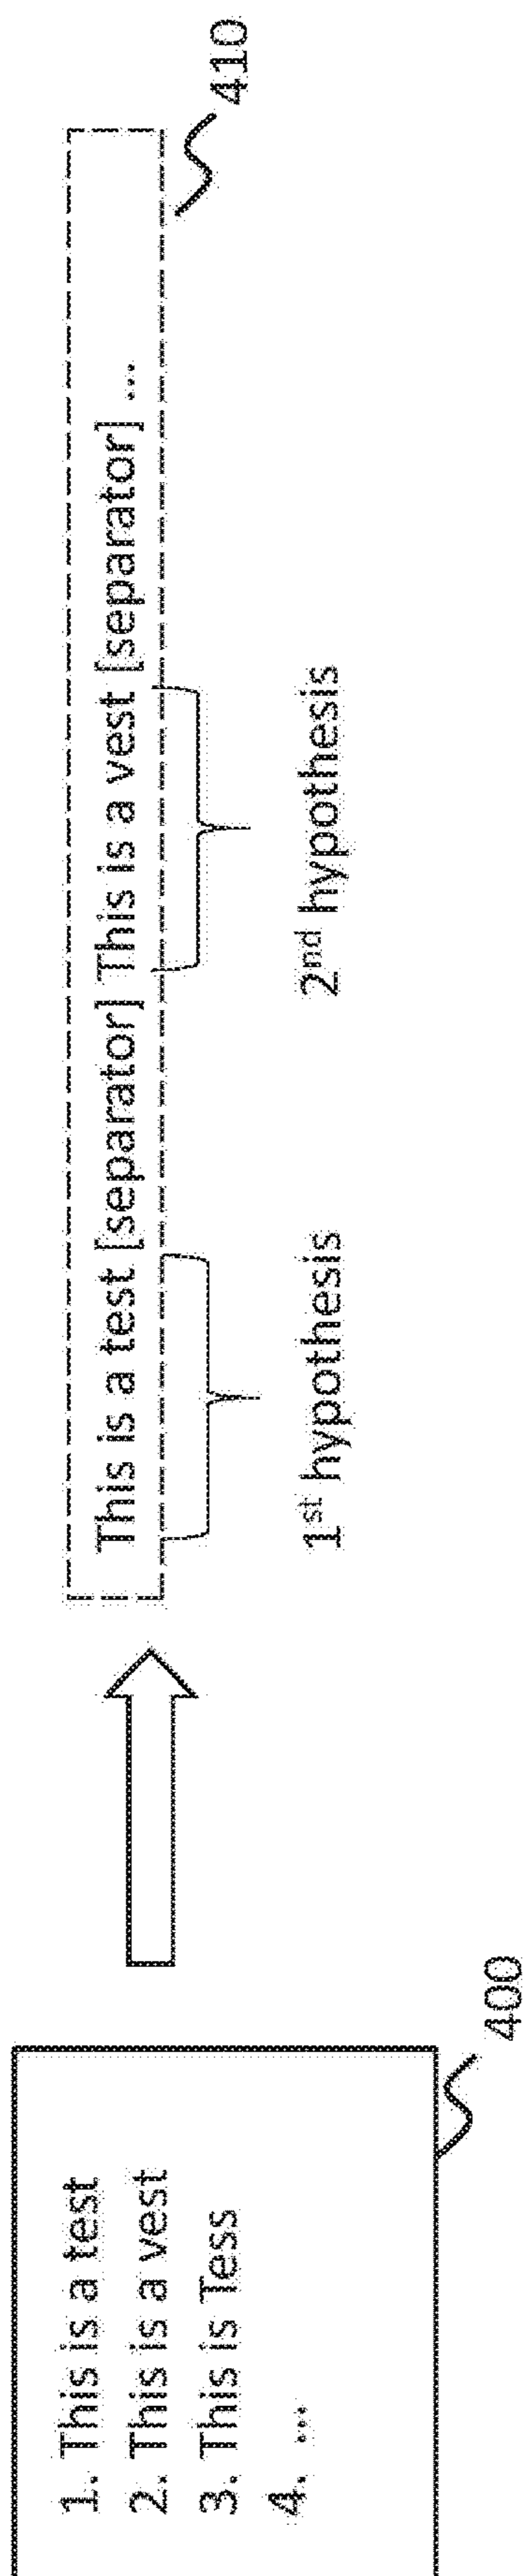 1. This is a test
2. This is a vest
3. This is Tess
4. ...
400
This is a test [separator] This is a vest [separator] ...
410
1st hypothesis
2nd hypothesis